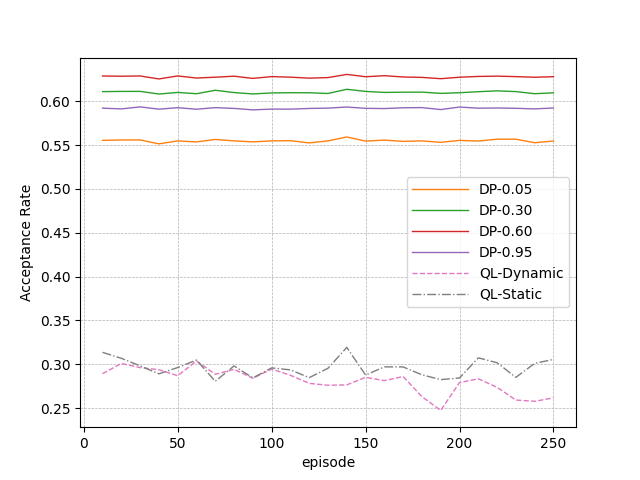 0.60
0.55
0.50
0.45
0.40
0.35
0.30
0.25
Acceptance Rate
DP-0.05
DP-0.30
DP-0.60
DP-0.95
QL-Dynamic
QL-Static
0 50 100 150 200 250
episode